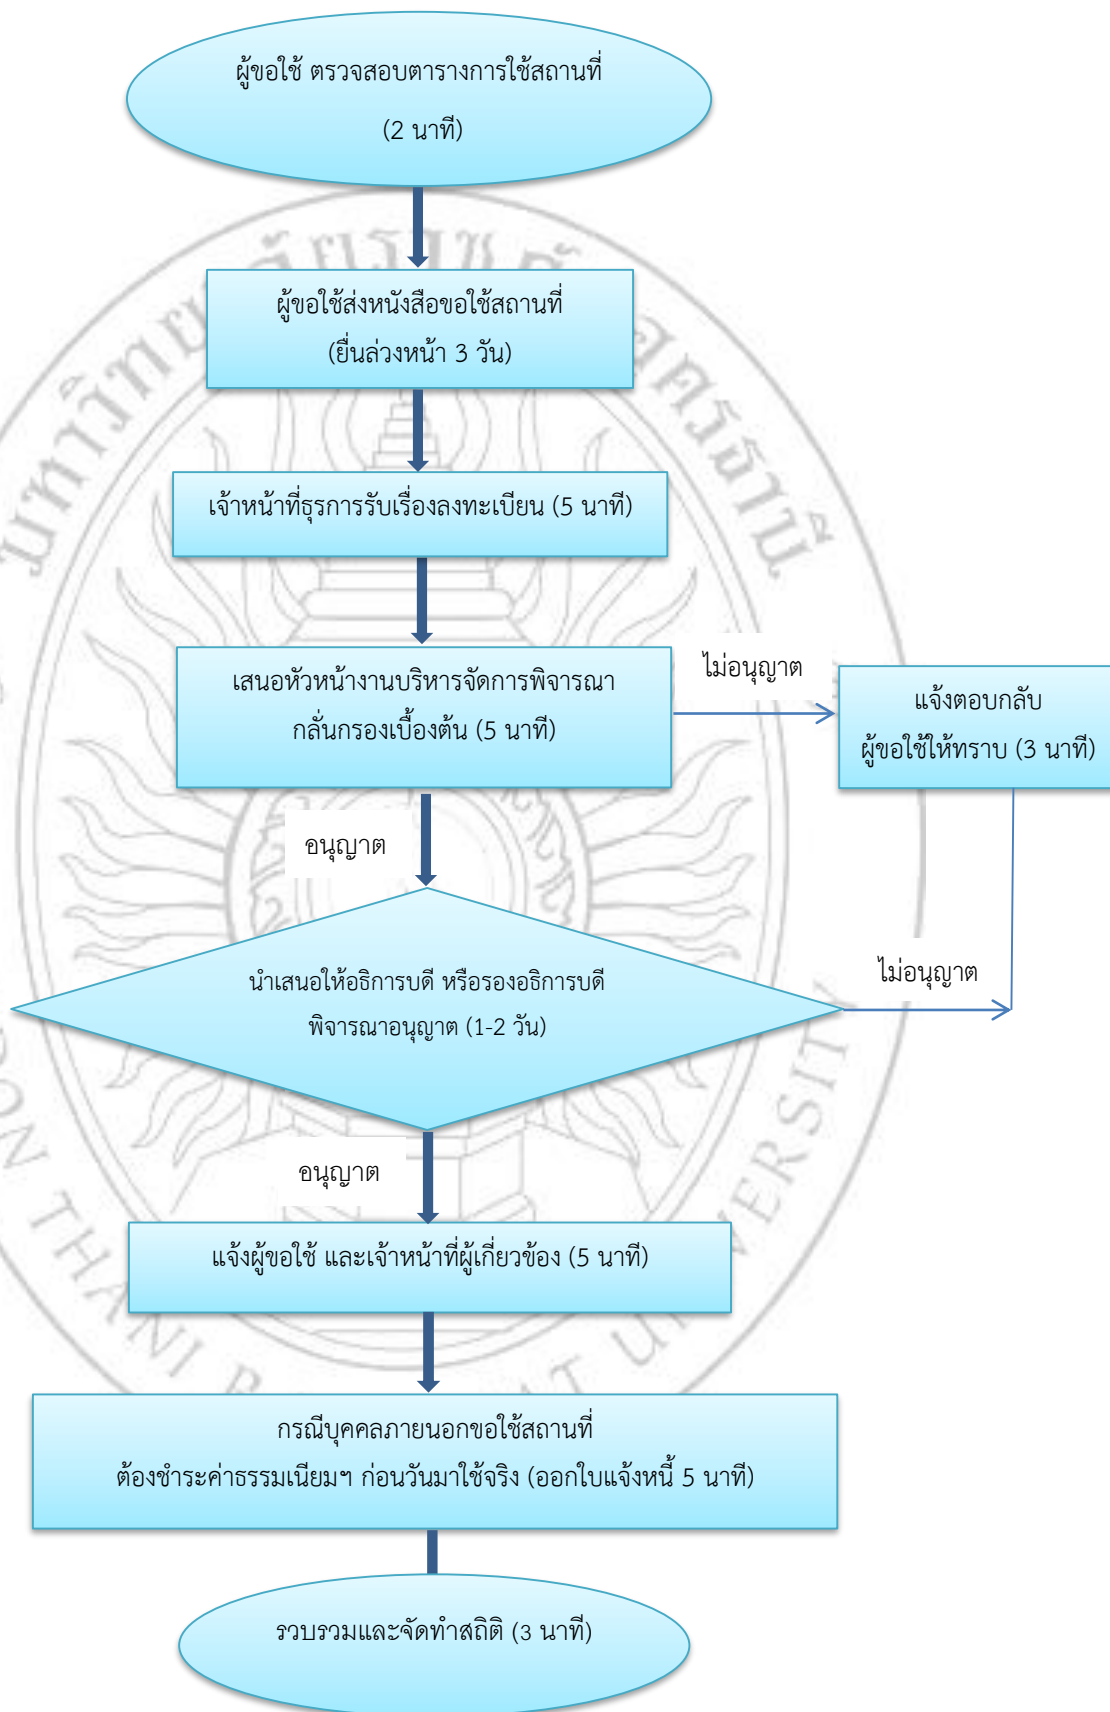 ผู้ขอใช้ ตรวจสอบตารางการใช้สถานที่
(2 นาที)
ผู้ขอใช้ส่งหนังสือขอใช้สถานที่
(ยื่นล่วงหน้า 3 วัน)
เจ้าหน้าที่ธุรการรับเรื่องลงทะเบียน (5 นาที)
เสนอหัวหน้างานบริหารจัดการพิจารณา
กลั่นกรองเบื้องต้น (5 นาที)
ไม่อนุญาต
แจ้งตอบกลับ
ผู้ขอใช้ให้ทราบ (3 นาที)
อนุญาต
นำเสนอให้อธิการบดี หรือรองอธิการบดี
พิจารณาอนุญาต (1-2 วัน)
ไม่อนุญาต
อนุญาต
แจ้งผู้ขอใช้ และเจ้าหน้าที่ผู้เกี่ยวข้อง (5 นาที)
กรณีบุคคลภายนอกขอใช้สถานที่
ต้องชำระค่าธรรมเนียมฯ ก่อนวันมาใช้จริง (ออกใบแจ้งหนี้ 5 นาที)
รวบรวมและจัดทำสถิติ (3 นาที)